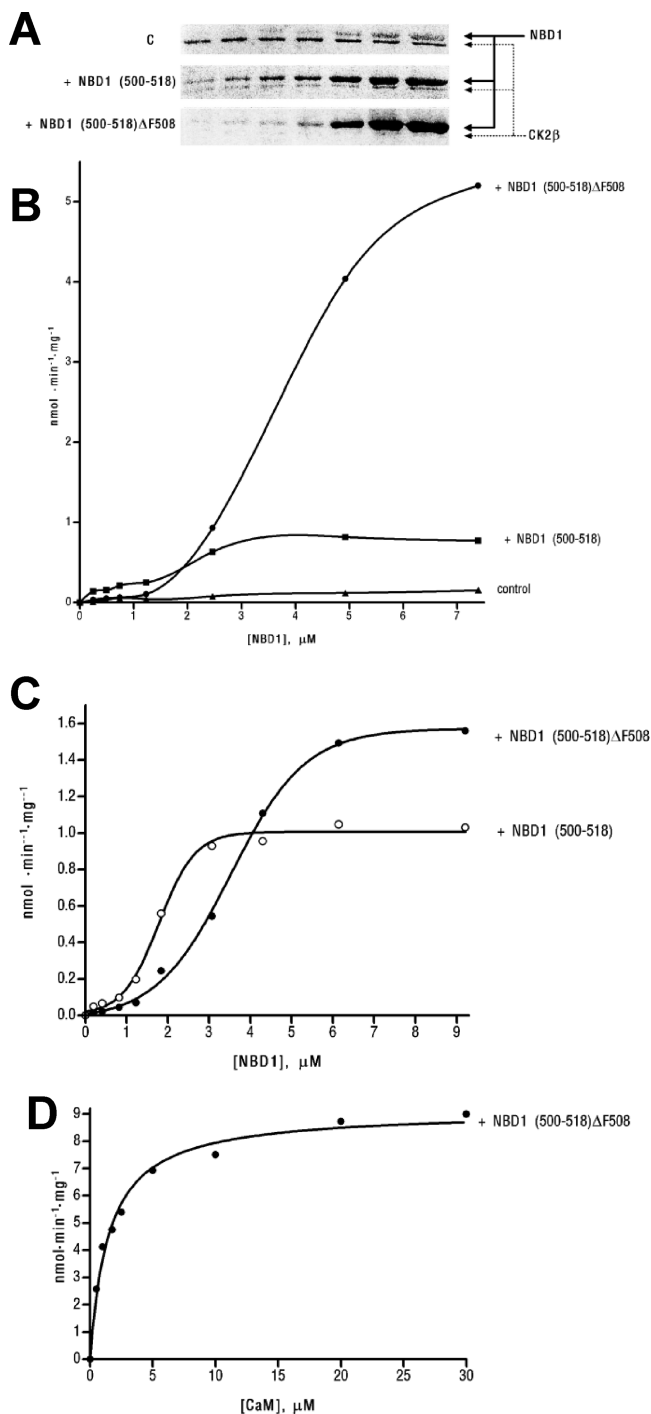 A
C
NBD1
+ NBD1 (500-518)
+ NBD1 (500-518)ΔF508
CK2β
B
+ NBD1 (500-518)ΔF508
5
4
3
2
1
0
nmol ·min⁻¹·mg⁻¹
+ NBD1 (500-518)
control
0 1 2 3 4 5 6 7
[NBD1], μM
C
1.6
1.4
1.2
1.0
0.8
0.6
0.4
0.2
0.0
nmol ·min⁻¹·mg⁻¹
+ NBD1 (500-518)ΔF508
+ NBD1 (500-518)
0 1 2 3 4 5 6 7 8 9
[NBD1], μM
D
9
8
7
6
5
4
3
2
1
0
nmol·min⁻¹·mg⁻¹
+ NBD1 (500-518)ΔF508
0 5 10 15 20 25 30
[CaM], μM